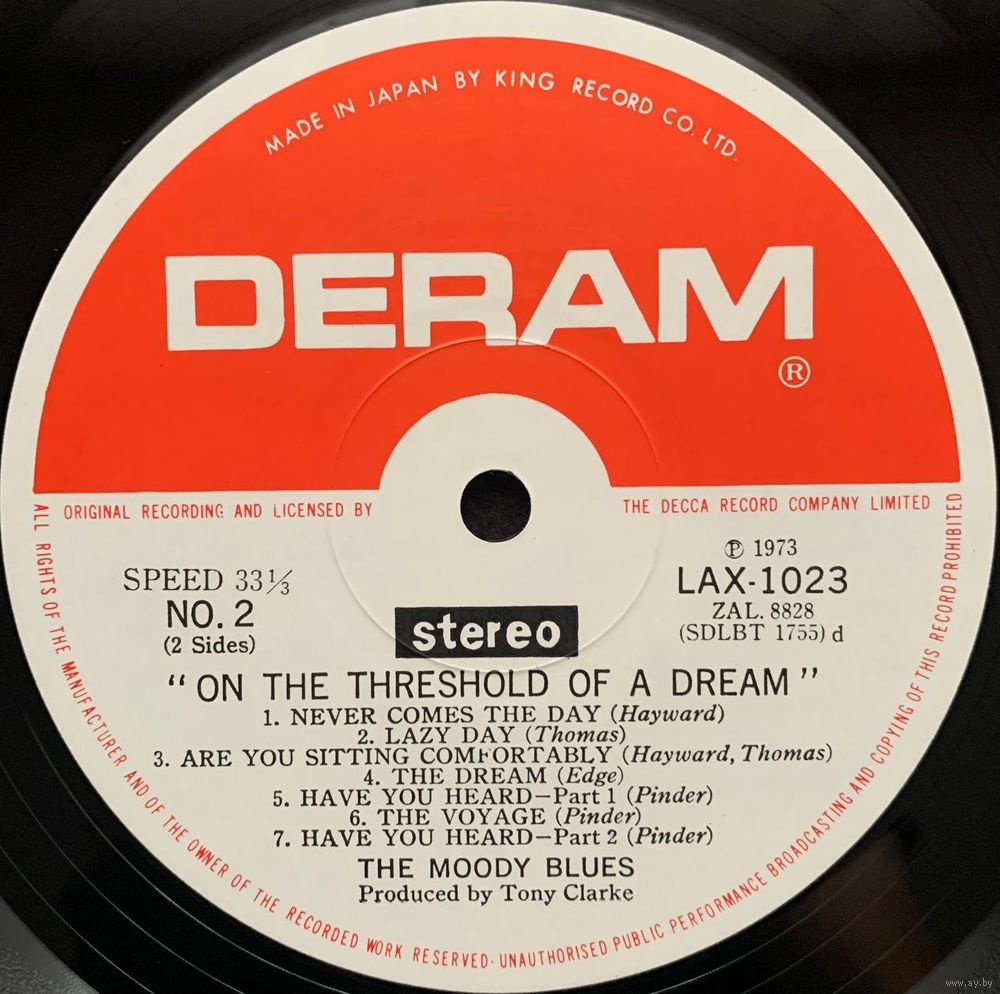 MADE IN JAPAN BY KING RECORD CO. LTD.
DERAM
®
ORIGINAL RECORDING AND LICENSED BY
THE DECCA RECORD COMPANY LIMITED
SPEED 33⅓
NO. 2
(2 Sides)
℗ 1973
LAX-1023
ZAL. 8828
(SDLBT 1755) d
stereo
"ON THE THRESHOLD OF A DREAM"
1. NEVER COMES THE DAY (Hayward)
2. LAZY DAY (Thomas)
3. ARE YOU SITTING COMFORTABLY (Hayward, Thomas)
4. THE DREAM (Edge)
5. HAVE YOU HEARD—Part 1 (Pinder)
6. THE VOYAGE (Pinder)
7. HAVE YOU HEARD—Part 2 (Pinder)
THE MOODY BLUES
Produced by Tony Clarke
ALL RIGHTS OF THE MANUFACTURER AND OF THE OWNER OF THE RECORDED WORK RESERVED· UNAUTHORISED PUBLIC PERFORMANCE BROADCASTING AND COPYING OF THIS RECORD PROHIBITED
www.ay.by